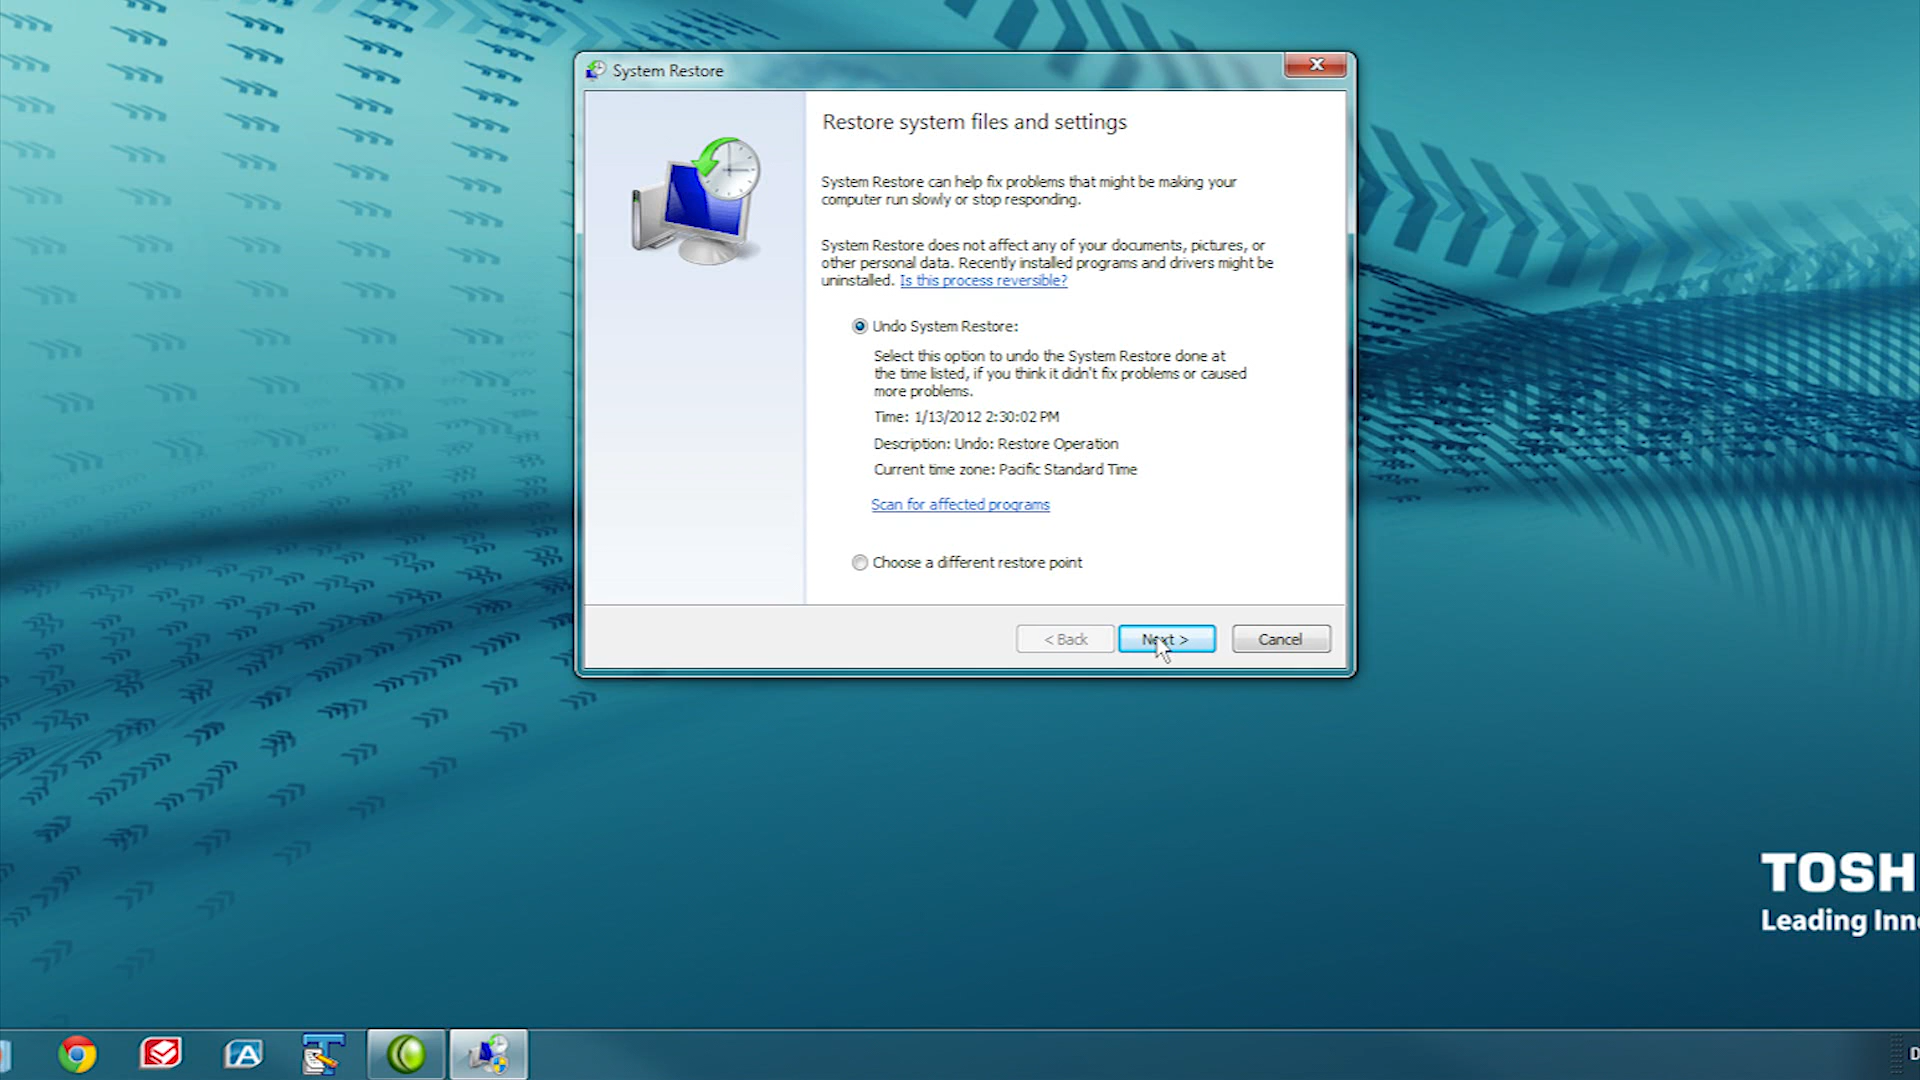 System Restore
Restore system files and settings
System Restore can help fix problems that might be making your
computer run slowly or stop responding.
System Restore does not affect any of your documents, pictures, or
other personal data. Recently installed programs and drivers might be
uninstalled. Is this process reversible?
Undo System Restore:
Select this option to undo the System Restore done at
the time listed, if you think it didn't fix problems or caused
more problems.
Time: 1/13/2012 2:30:02 PM
Description: Undo: Restore Operation
Current time zone: Pacific Standard Time
Scan for affected programs
Choose a different restore point
< Back
Next >
Cancel
TOSH
Leading Inn
D